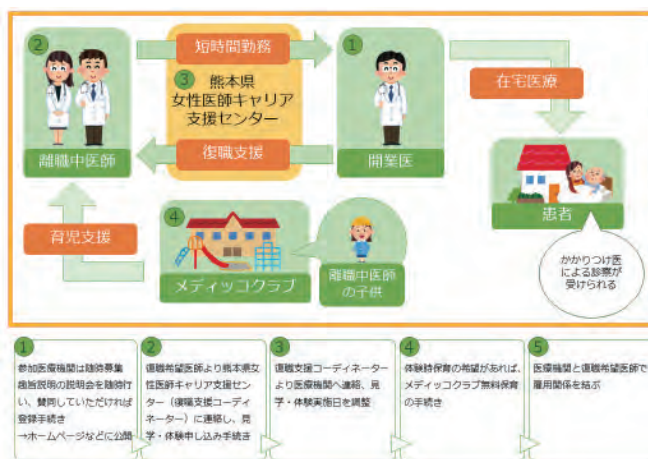 ② 短時間勤務 ①
③ 熊本県
女性医師キャリア
支援センター
復職支援
離職中医師
開業医
在宅医療
患者
かかりつけ医
による診察が
受けられる
育児支援
④
メディッコクラブ
離職中医師
の子供
①
参加医療機関は随時募集
趣旨説明の説明会を随時行
い、賛同していただければ
登録手続き
→ホームページなどに公開
②
復職希望医師より熊本県女
性医師キャリア支援セン
ター（復職支援コーディ
ネーター）に連絡し、見
学・体験申し込み手続き
③
復職支援コーディネーター
より医療機関へ連絡、見
学・体験実施日を調整
④
体験時保育の希望があれば、
メディッコクラブ無料保育
の手続き
⑤
医療機関と復職希望医師で
雇用関係を結ぶ